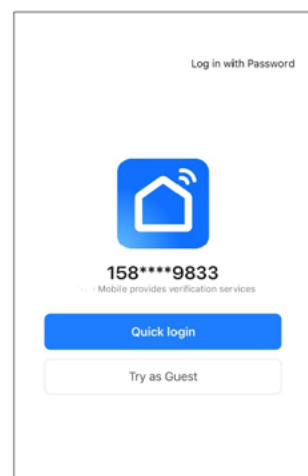 Log in with Password
158****9833
Mobile provides verification services
Quick login
Try as Guest